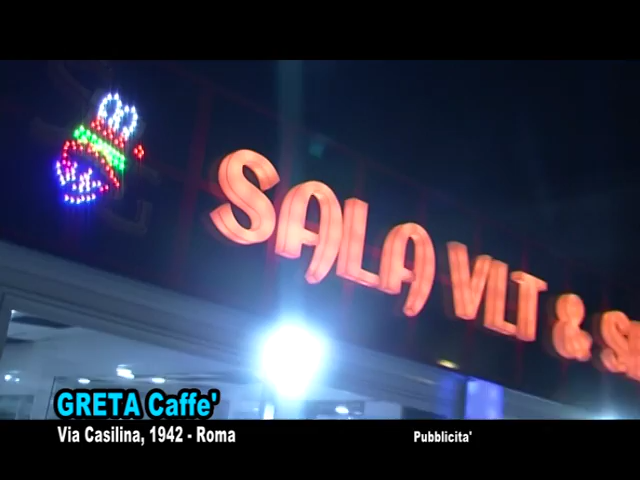 SALA VLT &
GRETA Caffe'
Via Casilina, 1942 - Roma
Pubblicita'